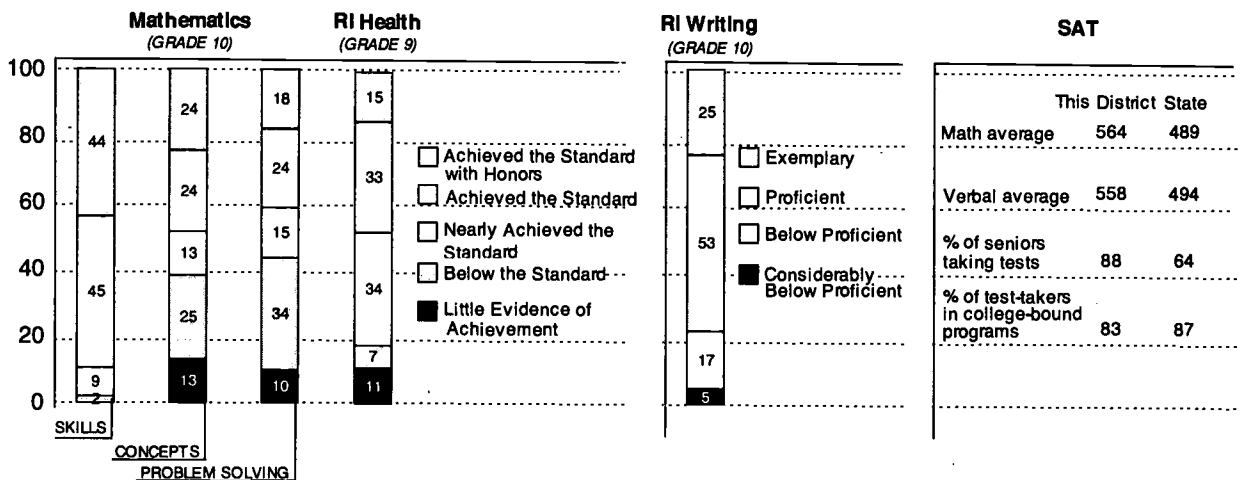 Mathematics
(GRADE 10)
RI Health
(GRADE 9)
RI Writing
(GRADE 10)
SAT
100
80
60
40
20
0
44
45
9
2
24
24
13
25
13
18
24
15
34
10
15
33
34
7
11
SKILLS
CONCEPTS
PROBLEM SOLVING
Achieved the Standard
with Honors
Achieved the Standard
Nearly Achieved the
Standard
Below the Standard
Little Evidence of
Achievement
25
53
17
5
Exemplary
Proficient
Below Proficient
Considerably
Below Proficient
This District State
Math average 564 489
Verbal average 558 494
% of seniors
taking tests 88 64
% of test-takers
in college-bound
programs 83 87